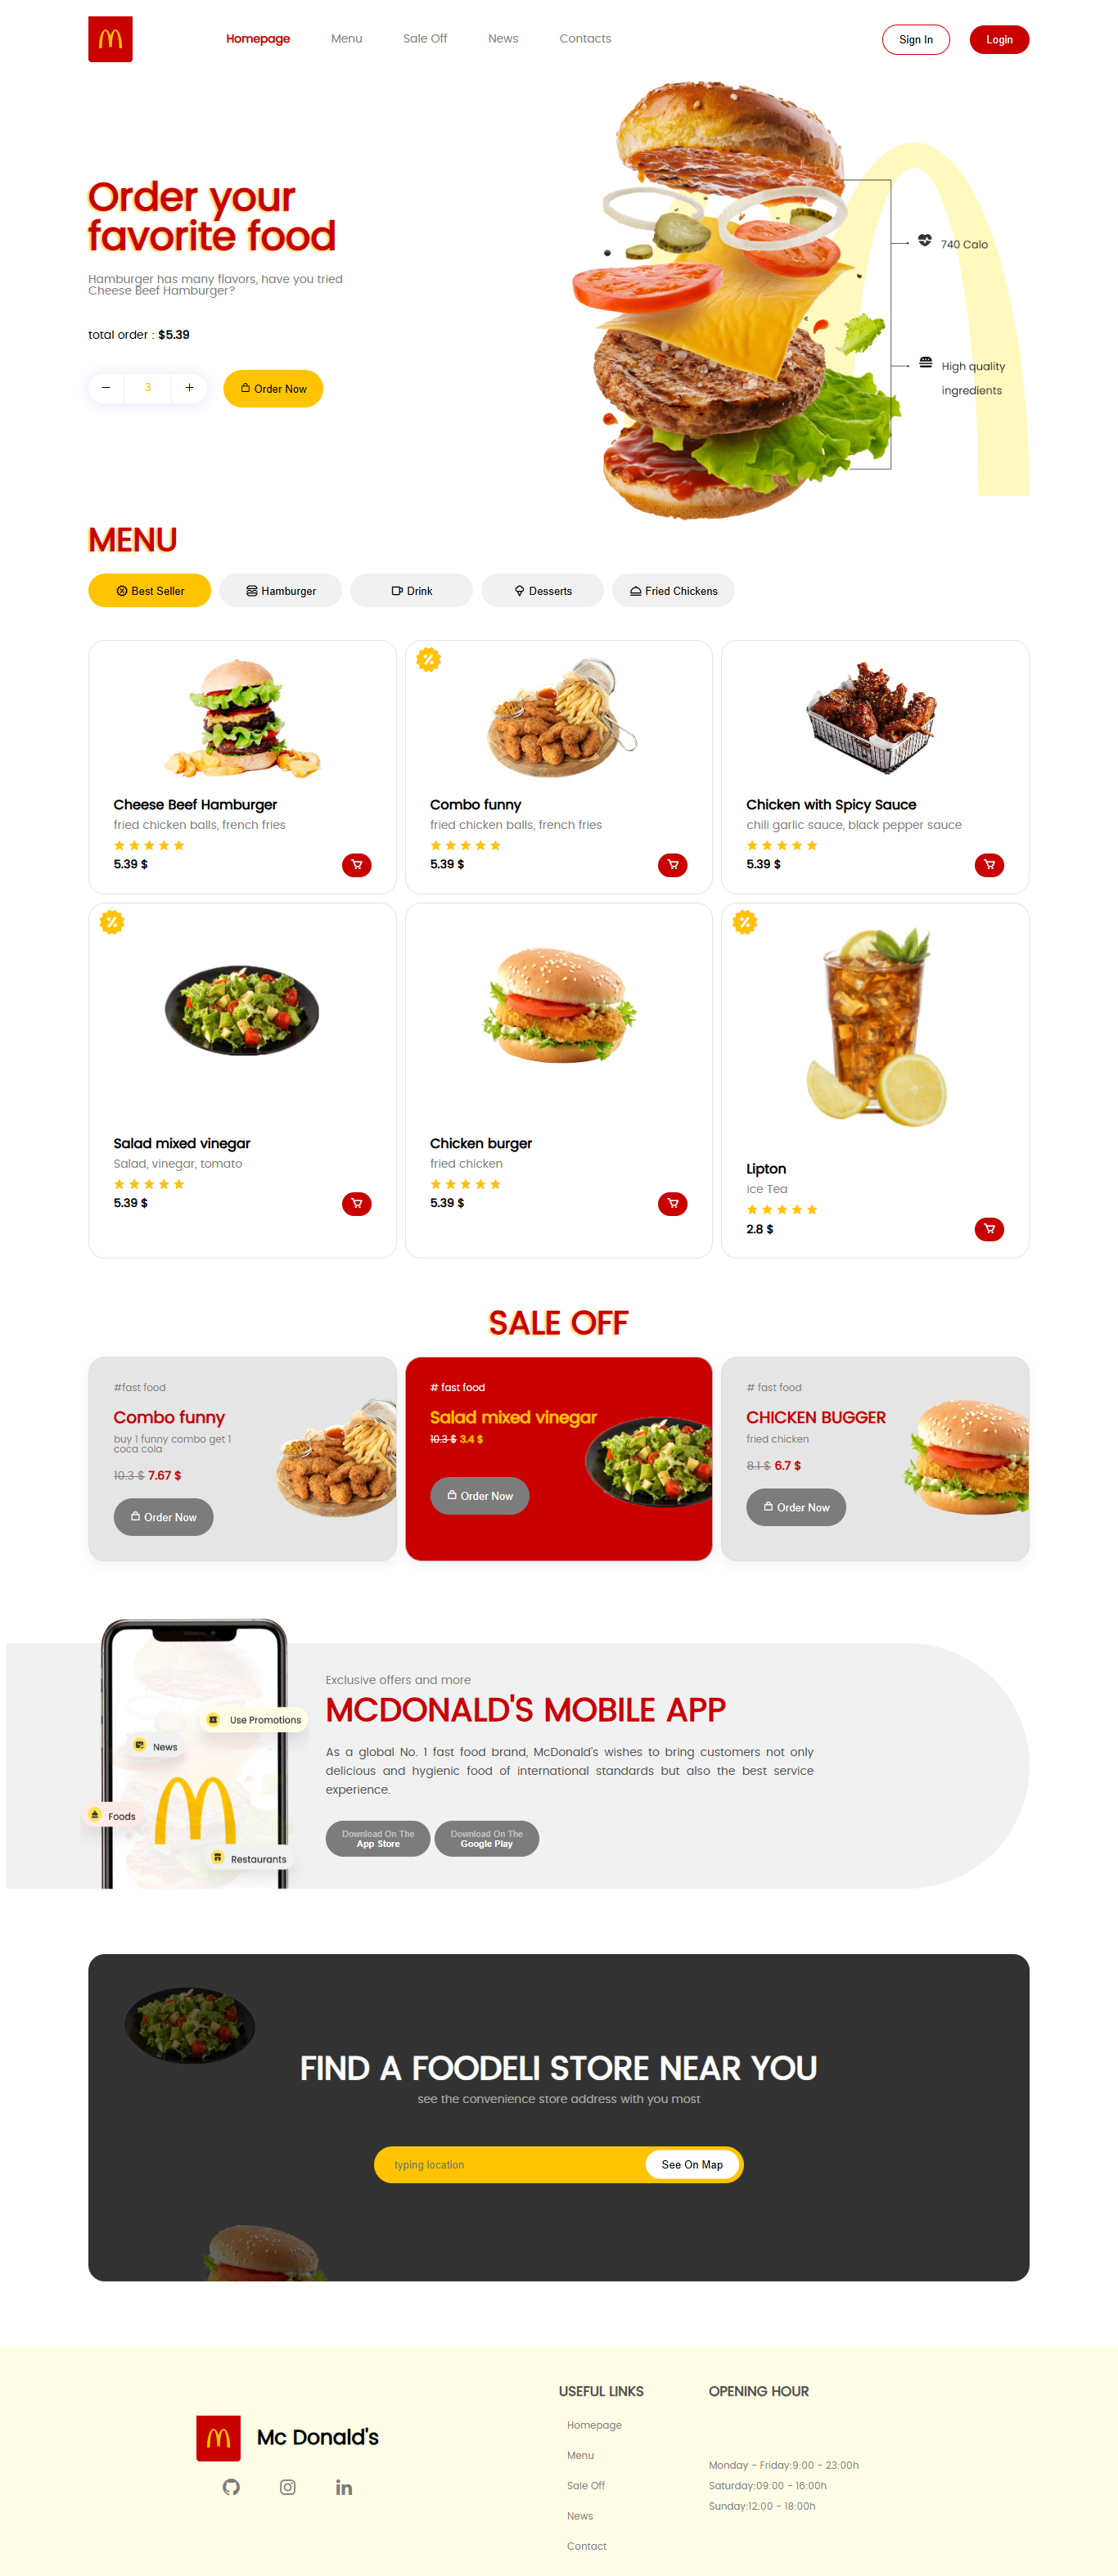 Homepage
Menu
Sale Off
News
Contacts
Sign In
Login
Order your
favorite food
Hamburger has many flavors, have you tried
Cheese Beef Hamburger?
total order : $5.39
3
Order Now
740 Calo
High quality
ingredients
MENU
Best Seller
Hamburger
Drink
Desserts
Fried Chickens
Cheese Beef Hamburger
fried chicken balls, french fries
5.39 $
Combo funny
fried chicken balls, french fries
5.39 $
Chicken with Spicy Sauce
chili garlic sauce, black pepper sauce
5.39 $
Salad mixed vinegar
Salad, vinegar, tomato
5.39 $
Chicken burger
fried chicken
5.39 $
Lipton
ice Tea
2.8 $
SALE OFF
#fast food
Combo funny
buy 1 funny combo get 1
coca cola
10.3 $ 7.67 $
Order Now
# fast food
Salad mixed vinegar
10.3 $ 3.4 $
Order Now
# fast food
CHICKEN BUGGER
fried chicken
8.1 $ 6.7 $
Order Now
Use Promotions
News
Foods
Restaurants
Exclusive offers and more
MCDONALD'S MOBILE APP
As a global No. 1 fast food brand, McDonald's wishes to bring customers not only
delicious and hygienic food of international standards but also the best service
experience.
Download On The
App Store
Download On The
Google Play
FIND A FOODELI STORE NEAR YOU
see the convenience store address with you most
typing location
See On Map
Mc Donald's
USEFUL LINKS
Homepage
Menu
Sale Off
News
Contact
OPENING HOUR
Monday - Friday:9:00 - 23:00h
Saturday:09:00 - 16:00h
Sunday:12:00 - 18:00h